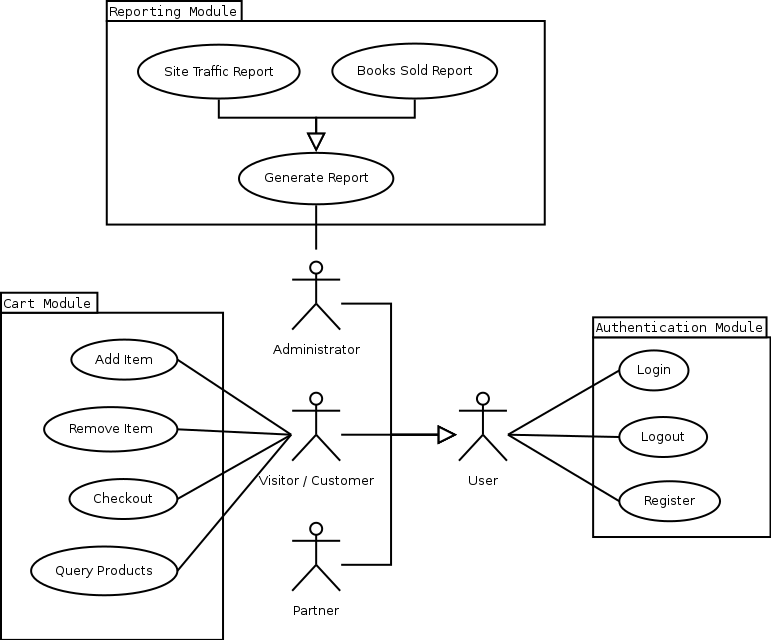 Reporting Module
Site Traffic Report
Books Sold Report
Generate Report
Administrator
Cart Module
Add Item
Remove Item
Checkout
Query Products
Visitor / Customer
Partner
User
Authentication Module
Login
Logout
Register